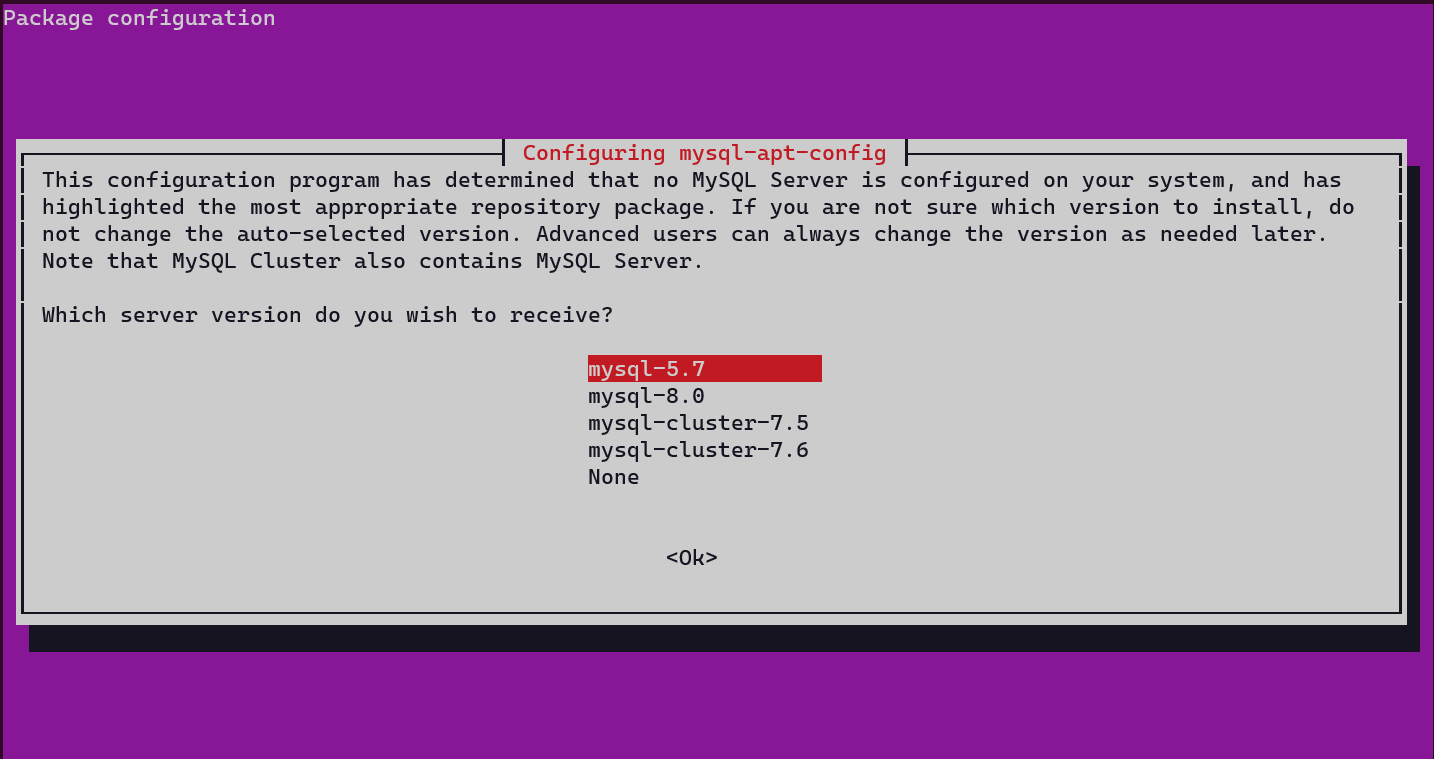 Package configuration
Configuring mysql-apt-config
This configuration program has determined that no MySQL Server is configured on your system, and has
highlighted the most appropriate repository package. If you are not sure which version to install, do
not change the auto-selected version. Advanced users can always change the version as needed later.
Note that MySQL Cluster also contains MySQL Server.
Which server version do you wish to receive?
mysql-5.7
mysql-8.0
mysql-cluster-7.5
mysql-cluster-7.6
None
<Ok>